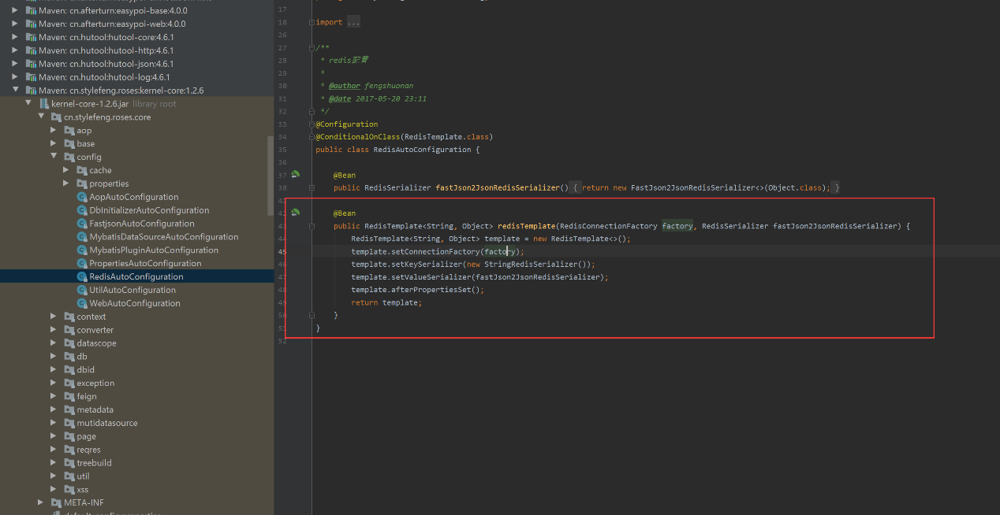 Maven: cn.afterturn:easypoi-base:4.0.0
Maven: cn.afterturn:easypoi-web:4.0.0
Maven: cn.hutool:hutool-core:4.6.1
Maven: cn.hutool:hutool-http:4.6.1
Maven: cn.hutool:hutool-json:4.6.1
Maven: cn.hutool:hutool-log:4.6.1
Maven: cn.stylefeng.roses:kernel-core:1.2.6
kernel-core-1.2.6.jar library root
cn.stylefeng.roses.core
aop
base
config
cache
properties
AopAutoConfiguration
DbInitializerAutoConfiguration
FastjsonAutoConfiguration
MybatisDataSourceAutoConfiguration
MybatisPluginAutoConfiguration
PropertiesAutoConfiguration
RedisAutoConfiguration
UtilAutoConfiguration
WebAutoConfiguration
context
converter
datascope
db
dbid
exception
feign
metadata
mutidatasource
page
reqres
treebuild
util
xss
META-INF
17
18 import ...
26
27 /**
28 * redis配置
29 *
30 * @author fengshuonan
31 * @date 2017-05-20 23:11
32 */
33 @Configuration
34 @ConditionalOnClass(RedisTemplate.class)
35 public class RedisAutoConfiguration {
36
37 @Bean
38 public RedisSerializer fastJson2JsonRedisSerializer() { return new FastJson2JsonRedisSerializer<>(Object.class); }
41
42 @Bean
43 public RedisTemplate<String, Object> redisTemplate(RedisConnectionFactory factory, RedisSerializer fastJson2JsonRedisSerializer) {
44 RedisTemplate<String, Object> template = new RedisTemplate<>();
45 template.setConnectionFactory(factory);
46 template.setKeySerializer(new StringRedisSerializer());
47 template.setValueSerializer(fastJson2JsonRedisSerializer);
48 template.afterPropertiesSet();
49 return template;
50 }
51 }
52